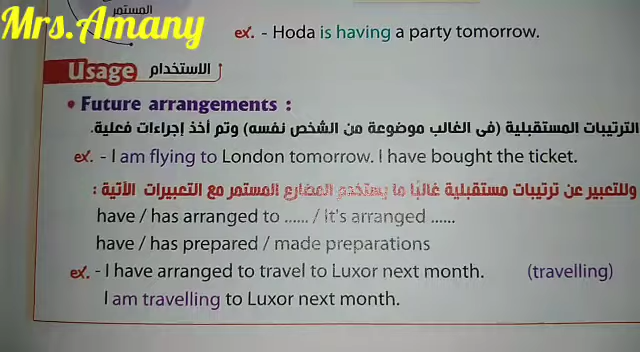 المستمر
Mrs.Amany
ex. - Hoda is having a party tomorrow.
Usage الاستخدام
• Future arrangements :
الترتيبات المستقبلية (فى الغالب موضوعة من الشخص نفسه) وتم أخذ إجراءات فعلية.
ex. - I am flying to London tomorrow. I have bought the ticket.
وللتعبير عن ترتيبات مستقبلية غالبًا ما يستخدم المضارع المستمر مع التعبيرات الآتية :
have / has arranged to ...... / It's arranged ......
have / has prepared / made preparations
ex. - I have arranged to travel to Luxor next month. (travelling)
I am travelling to Luxor next month.